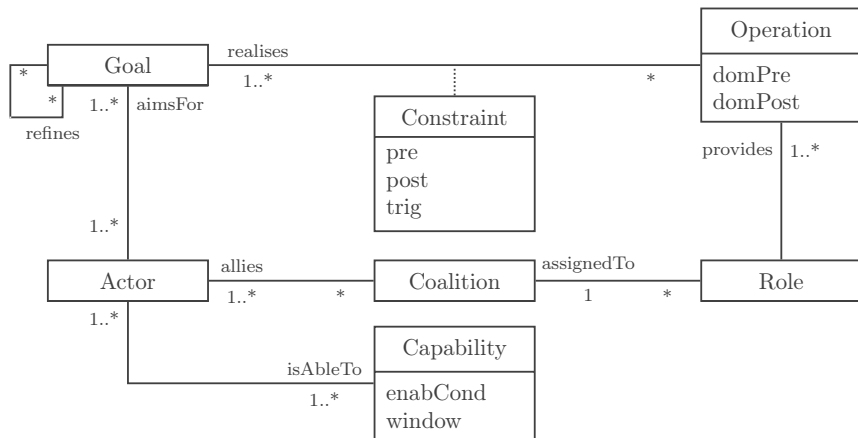 Operation
realises
Goal
*
1..*
*
domPre
domPost
*
1..*
aimsFor
Constraint
refines
pre
post
trig
provides
1..*
1..*
Actor
allies
1..*
*
Coalition
assignedTo
1
*
Role
1..*
Capability
isAbleTo
1..*
enabCond
window